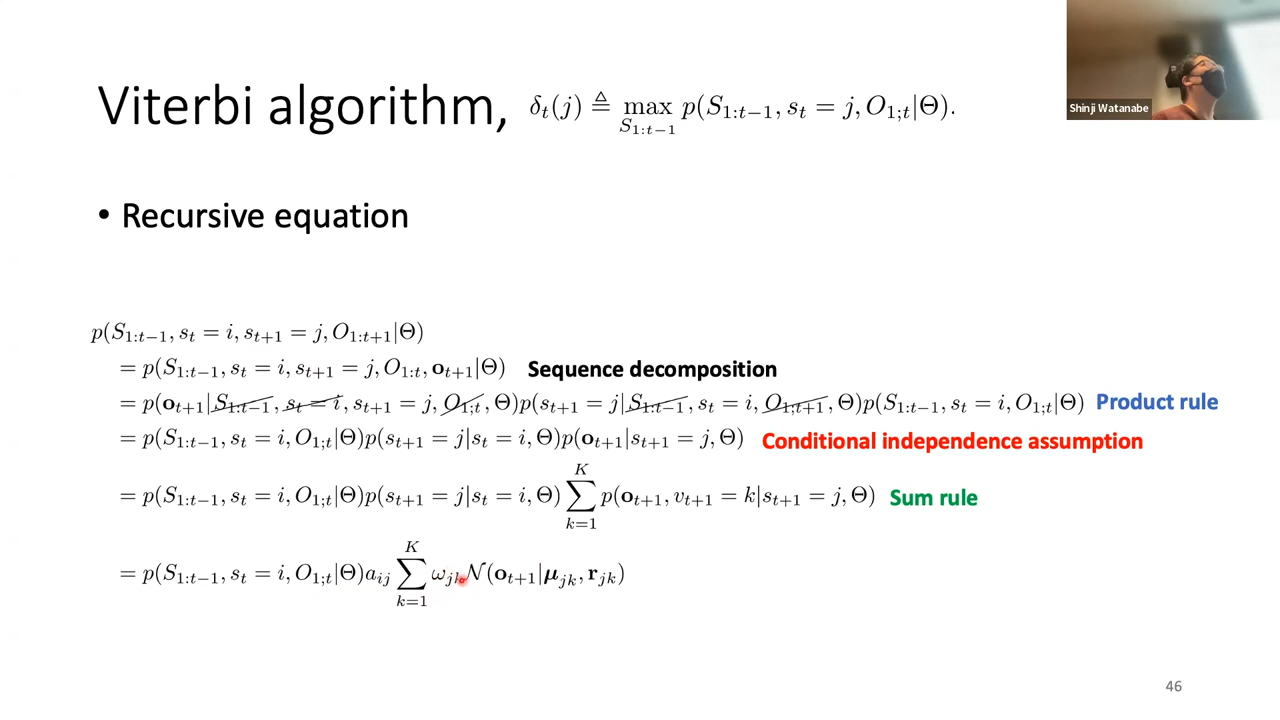 Shinji Watanabe
Viterbi algorithm, δ_t(j) ≜ max_{S_{1:t−1}} p(S_{1:t−1}, s_t = j, O_{1;t}|Θ).
• Recursive equation
p(S_{1:t−1}, s_t = i, s_{t+1} = j, O_{1:t+1}|Θ)
= p(S_{1:t−1}, s_t = i, s_{t+1} = j, O_{1:t}, 𝐨_{t+1}|Θ) Sequence decomposition
= p(𝐨_{t+1}|S_{1:t−1}, s_t = i, s_{t+1} = j, O_{1;t}, Θ)p(s_{t+1} = j|S_{1:t−1}, s_t = i, O_{1;t+1}, Θ)p(S_{1:t−1}, s_t = i, O_{1;t}|Θ) Product rule
= p(S_{1:t−1}, s_t = i, O_{1;t}|Θ)p(s_{t+1} = j|s_t = i, Θ)p(𝐨_{t+1}|s_{t+1} = j, Θ) Conditional independence assumption
= p(S_{1:t−1}, s_t = i, O_{1;t}|Θ)p(s_{t+1} = j|s_t = i, Θ) ∑_{k=1}^{K} p(𝐨_{t+1}, v_{t+1} = k|s_{t+1} = j, Θ) Sum rule
= p(S_{1:t−1}, s_t = i, O_{1;t}|Θ)a_{ij} ∑_{k=1}^{K} ω_{jk} 𝒩(𝐨_{t+1}|𝛍_{jk}, 𝐫_{jk})
46